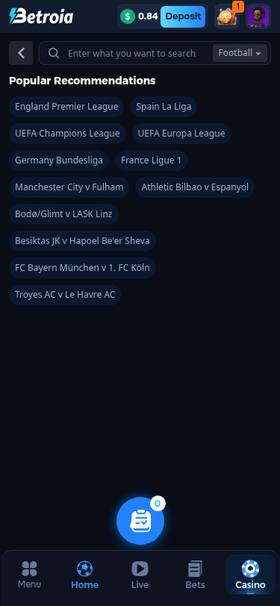 Betroia
$ 0.84 Deposit
1
Enter what you want to search Football
Popular Recommendations
England Premier League Spain La Liga
UEFA Champions League UEFA Europa League
Germany Bundesliga France Ligue 1
Manchester City v Fulham Athletic Bilbao v Espanyol
Bodø/Glimt v LASK Linz
Besiktas JK v Hapoel Be'er Sheva
FC Bayern München v 1. FC Köln
Troyes AC v Le Havre AC
0
Menu Home Live Bets Casino